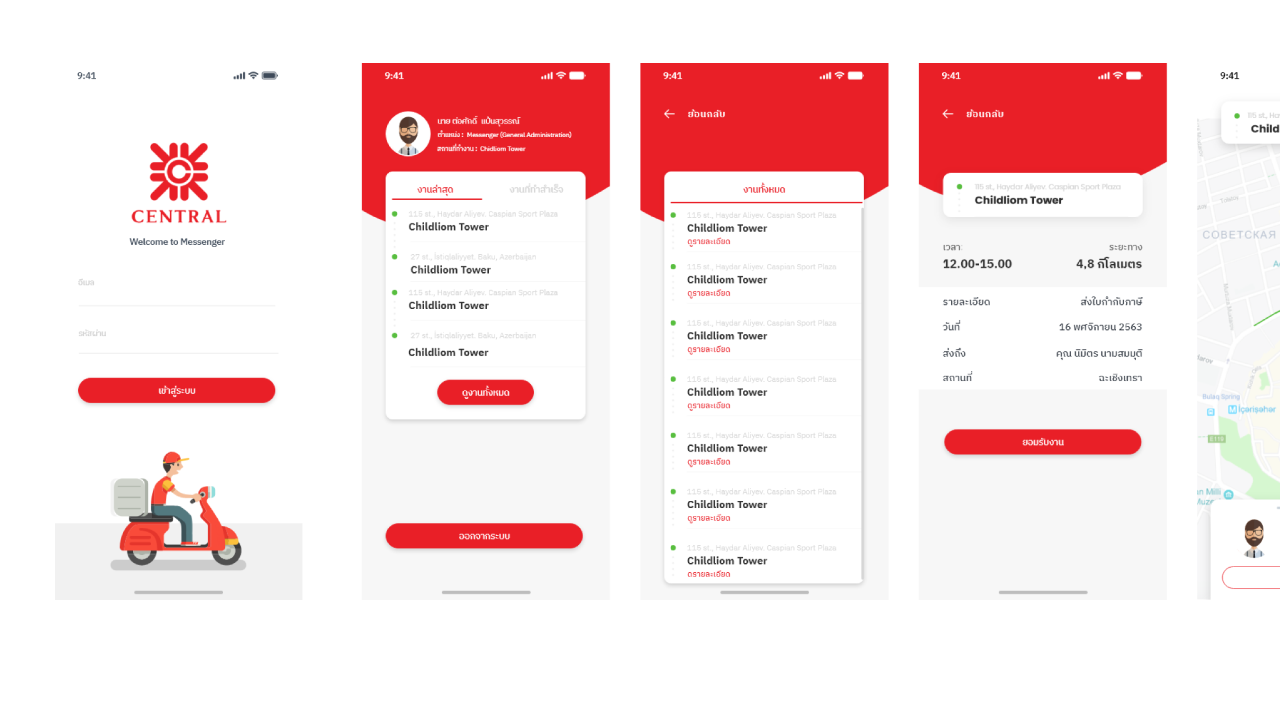 9:41
CENTRAL
Welcome to Messenger
อีเมล
รหัสผ่าน
เข้าสู่ระบบ
9:41
นาย ต่อศักดิ์ แป้นสุวรรณ์
ตำแหน่ง : Messenger (General Administration)
สถานที่ทำงาน : Chidliom Tower
งานล่าสุด งานที่ทำสำเร็จ
115 st., Haydar Aliyev. Caspian Sport Plaza
Childliom Tower
27 st., Istiqlaliyyet. Baku, Azerbaijan
Childliom Tower
115 st., Haydar Aliyev. Caspian Sport Plaza
Childliom Tower
27 st., Istiqlaliyyet. Baku, Azerbaijan
Childliom Tower
ดูงานทั้งหมด
ออกจากระบบ
9:41
ย้อนกลับ
งานทั้งหมด
115 st., Haydar Aliyev. Caspian Sport Plaza
Childliom Tower
ดูรายละเอียด
115 st., Haydar Aliyev. Caspian Sport Plaza
Childliom Tower
ดูรายละเอียด
115 st., Haydar Aliyev. Caspian Sport Plaza
Childliom Tower
ดูรายละเอียด
115 st., Haydar Aliyev. Caspian Sport Plaza
Childliom Tower
ดูรายละเอียด
115 st., Haydar Aliyev. Caspian Sport Plaza
Childliom Tower
ดูรายละเอียด
115 st., Haydar Aliyev. Caspian Sport Plaza
Childliom Tower
ดูรายละเอียด
115 st., Haydar Aliyev. Caspian Sport Plaza
Childliom Tower
ดูรายละเอียด
9:41
ย้อนกลับ
95 st., Haydar Aliyev. Caspian Sport Plaza
Childliom Tower
เวลา: ระยะทาง
12.00-15.00 4,8 กิโลเมตร
รายละเอียด ส่งใบกำกับภาษี
วันที่ 16 พศจิกายน 2563
ส่งถึง คุณ นิมิตร นามสมมุติ
สถานที่ ฉะเชิงเทรา
ยอมรับงาน
9:41
95 st., Ha
Child
СОВЕТСКАЯ
Bulaq Spring
İçərişəhər
E119
an Milli
Muze